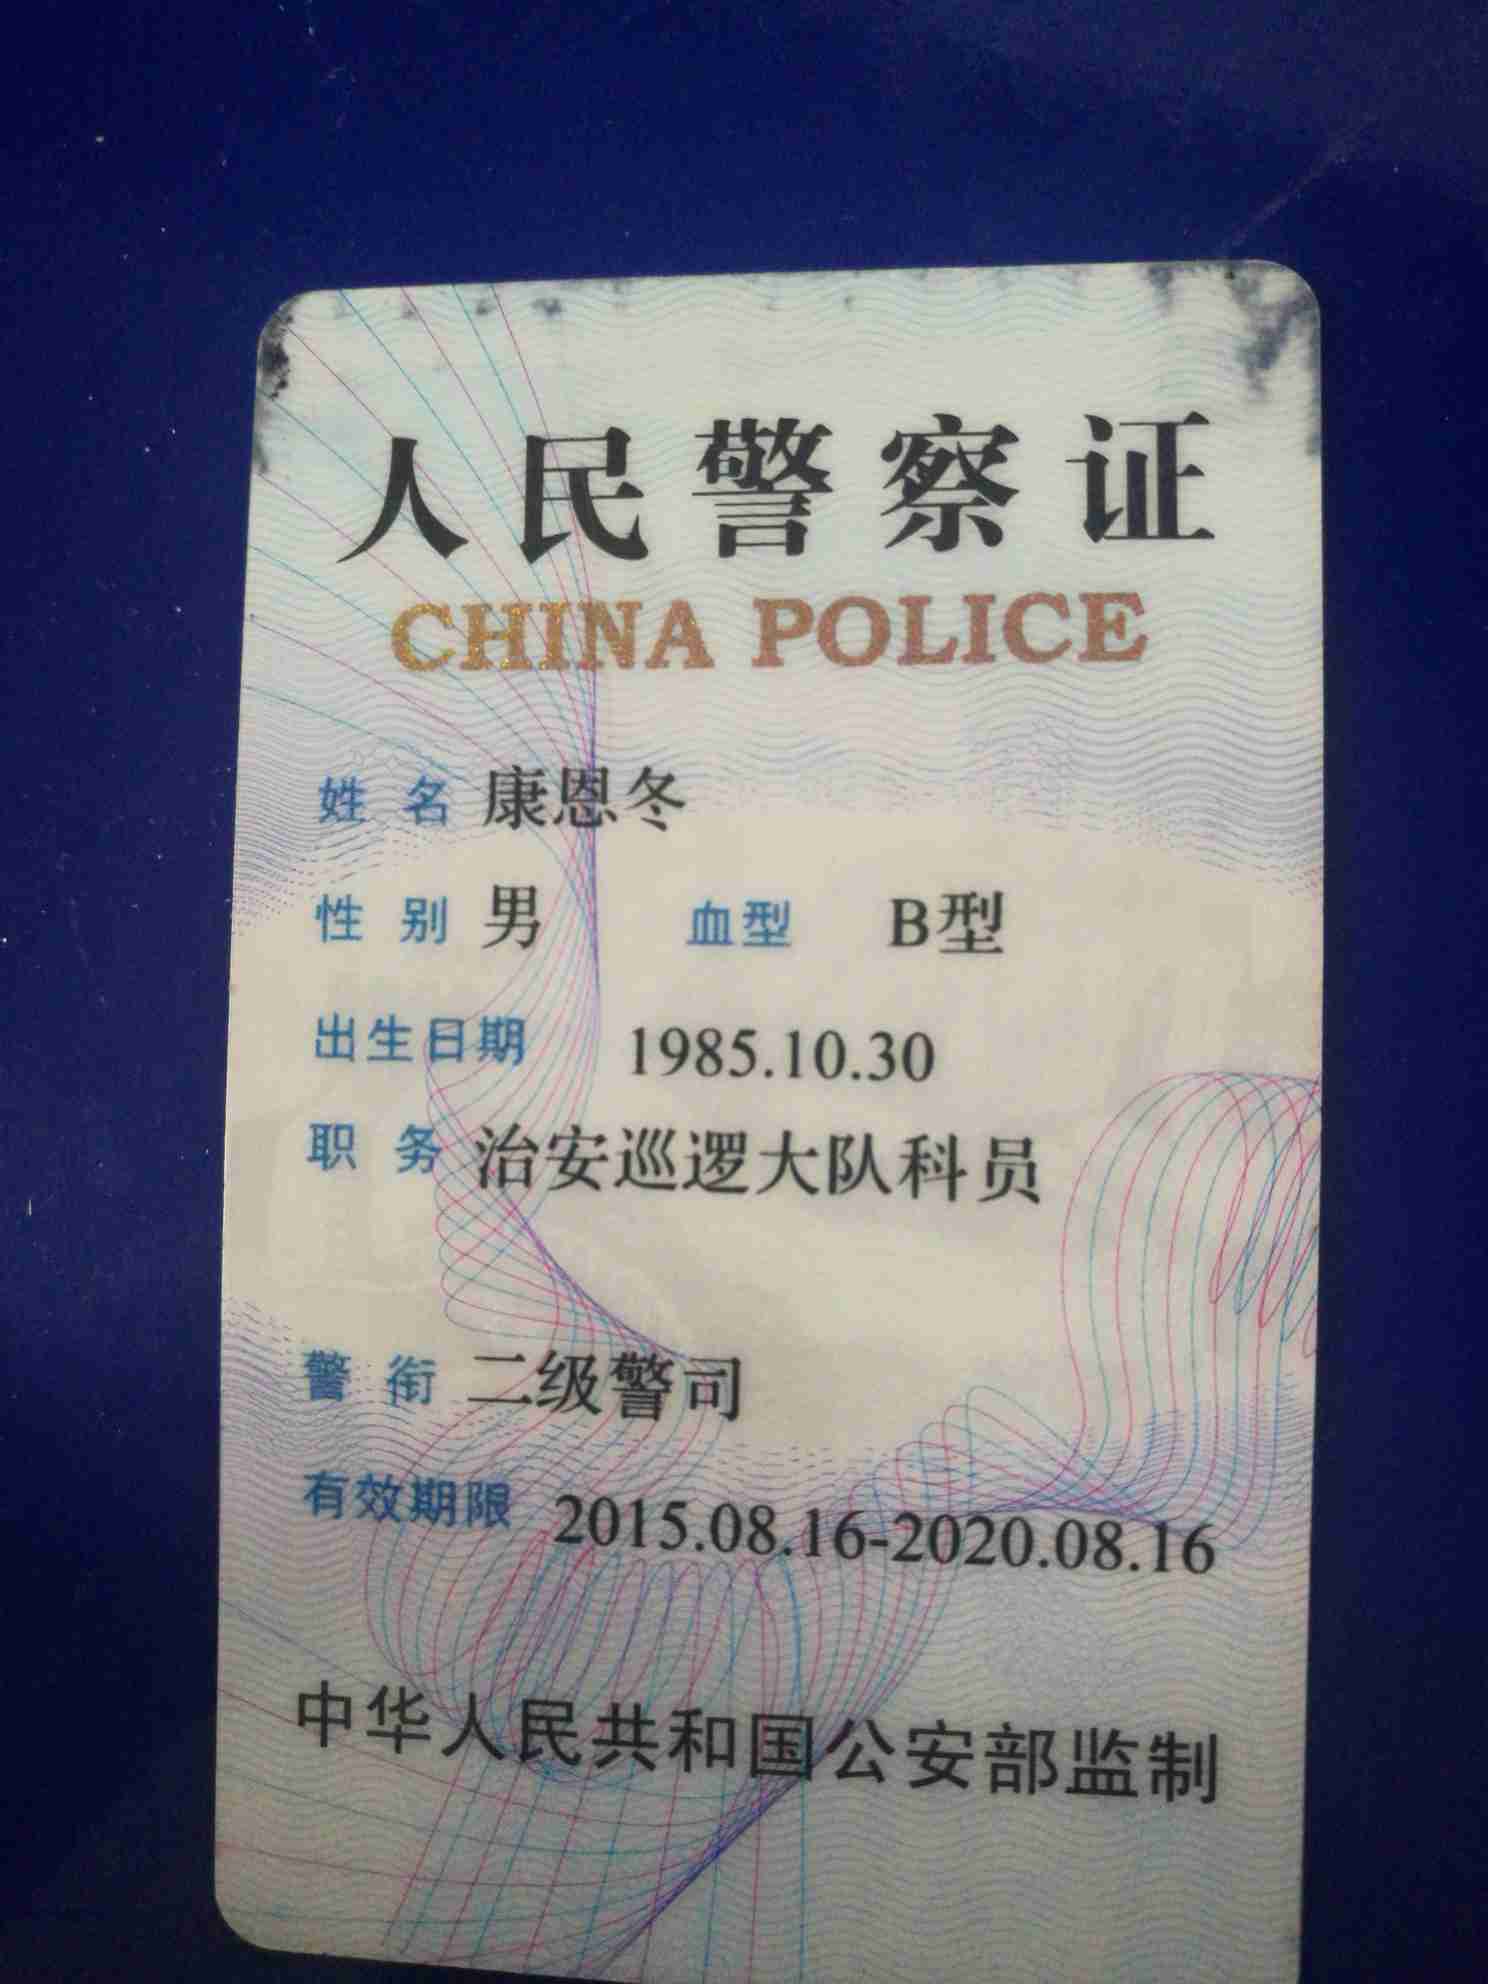 人民警察证
CHINA POLICE
姓名 康恩冬
性别 男 血型 B型
出生日期 1985.10.30
职务 治安巡逻大队科员
警衔 二级警司
有效期限 2015.08.16-2020.08.16
中华人民共和国公安部监制